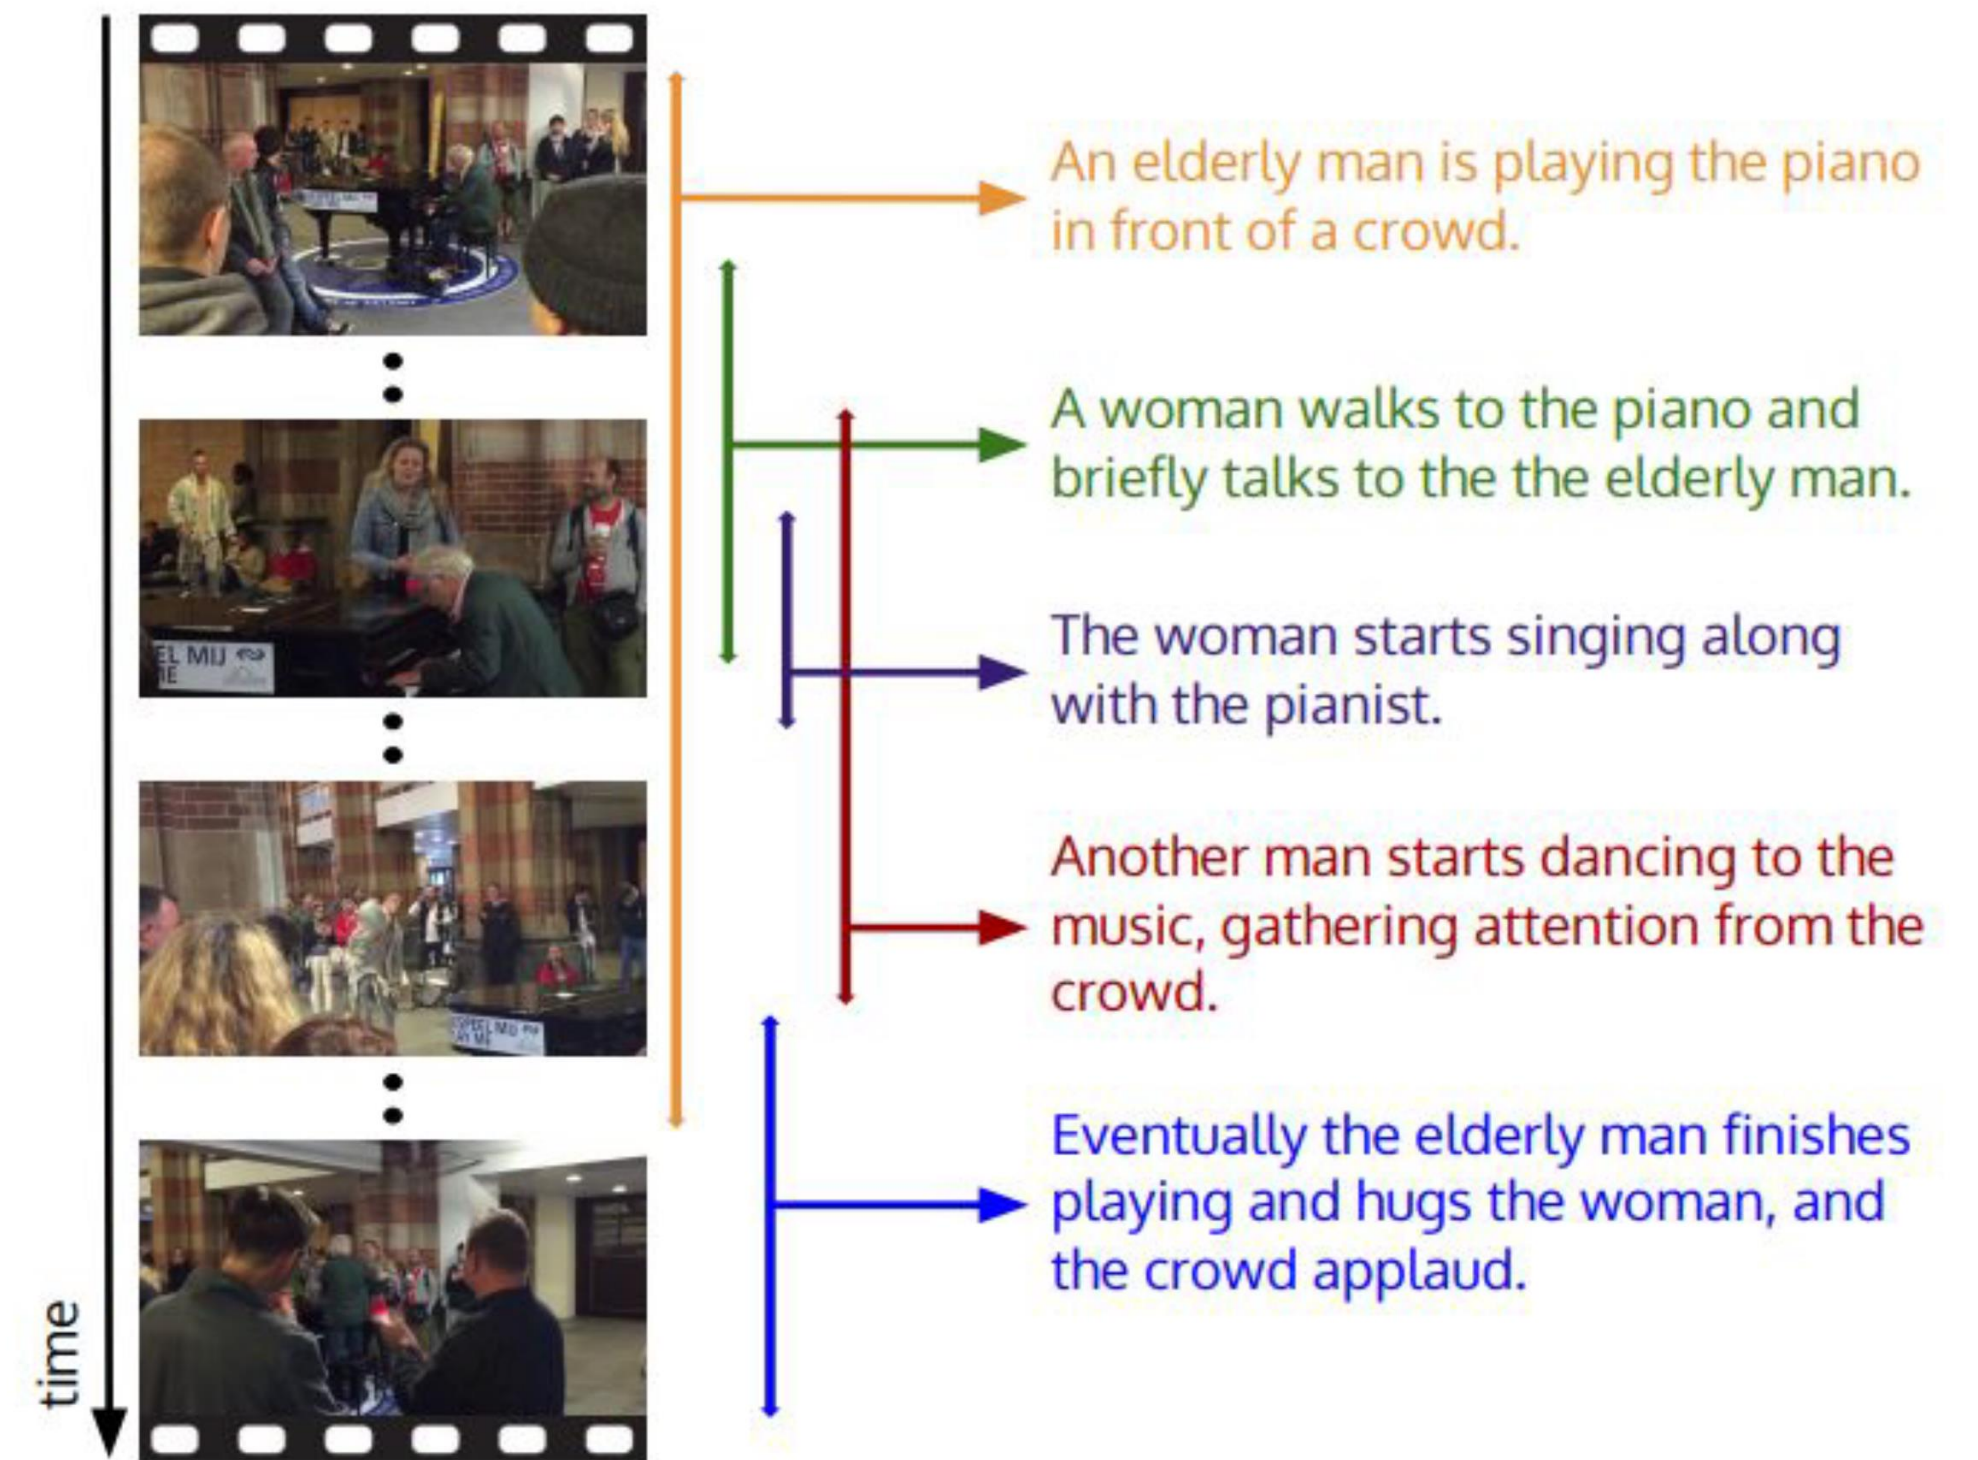 An elderly man is playing the piano
in front of a crowd.
A woman walks to the piano and
briefly talks to the the elderly man.
EL MIJ
The woman starts singing along
with the pianist.
Another man starts dancing to the
music, gathering attention from the
crowd.
Eventually the elderly man finishes
playing and hugs the woman, and
the crowd applaud.
time